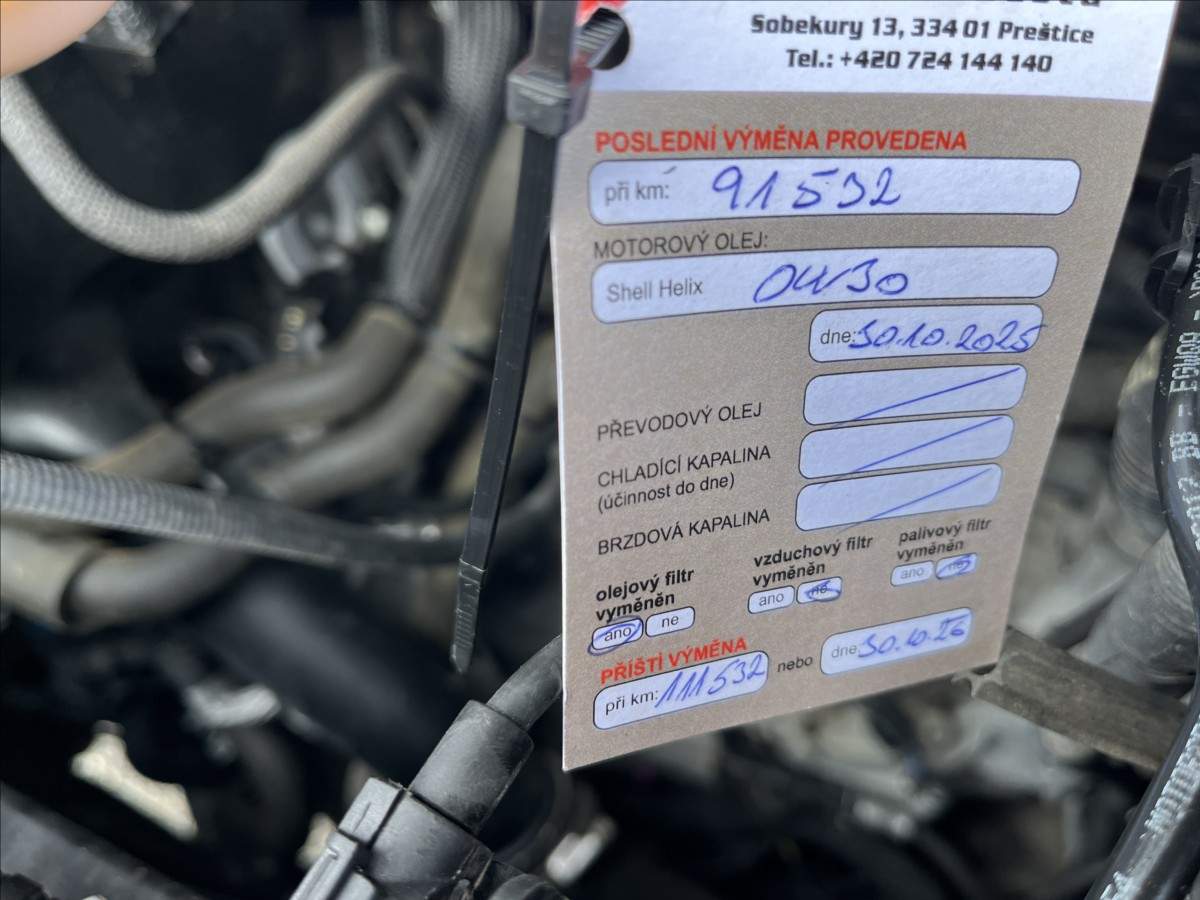 Sobekury 13, 334 01 Preštice
Tel.: +420 724 144 140
POSLEDNÍ VÝMĚNA PROVEDENA
při km: 91532
MOTOROVÝ OLEJ:
Shell Helix 0W30
dne: 30.10.2025
PŘEVODOVÝ OLEJ
CHLADÍCÍ KAPALINA
(účinnost do dne)
BRZDOVÁ KAPALINA
olejový filtr
vyměněn
ano ne
vzduchový filtr
vyměněn
ano ne
palivový filtr
vyměněn
ano ne
PŘÍŠTÍ VÝMĚNA
při km: 111532 nebo dne: 30.10.26